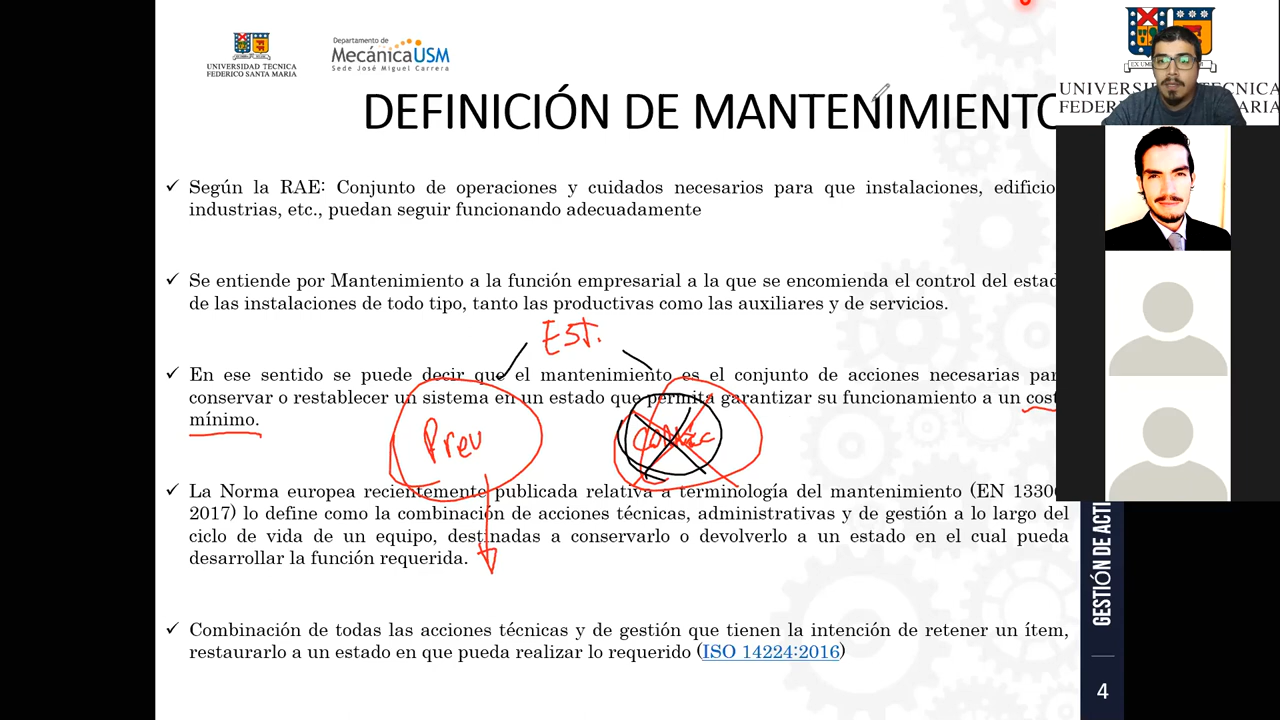 UNIVERSIDAD TECNICA
FEDERICO SANTA MARIA
Departamento de
MecánicaUSM
Sede José Miguel Carrera
UNIVERS TECNICA
FEDER MARIA
DEFINICIÓN DE MANTENIMIENTO
✓ Según la RAE: Conjunto de operaciones y cuidados necesarios para que instalaciones, edificio
industrias, etc., puedan seguir funcionando adecuadamente
✓ Se entiende por Mantenimiento a la función empresarial a la que se encomienda el control del estad
de las instalaciones de todo tipo, tanto las productivas como las auxiliares y de servicios.
EST.
✓ En ese sentido se puede decir que el mantenimiento es el conjunto de acciones necesarias par
conservar o restablecer un sistema en un estado que permita garantizar su funcionamiento a un cost
mínimo.
Prev
✓ La Norma europea recientemente publicada relativa a terminología del mantenimiento (EN 13306
2017) lo define como la combinación de acciones técnicas, administrativas y de gestión a lo largo del
ciclo de vida de un equipo, destinadas a conservarlo o devolverlo a un estado en el cual pueda
desarrollar la función requerida.
✓ Combinación de todas las acciones técnicas y de gestión que tienen la intención de retener un ítem,
restaurarlo a un estado en que pueda realizar lo requerido (ISO 14224:2016)
GESTIÓN DE ACTI
4